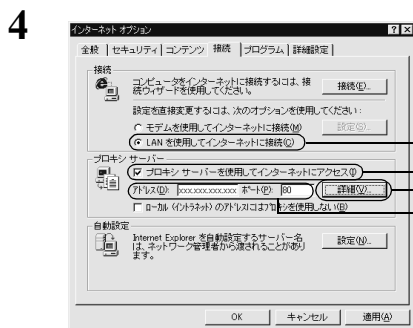 4
インターネット オプション
全般 セキュリティ コンテンツ 接続 プログラム 詳細設定
接続
コンピュータをインターネットに接続するには、接
続ウィザードを使用してください。
接続(E)...
設定を直接変更するには、次のオプションを使用してください:
モデムを使用してインターネットに接続(M)
設定(S)...
LAN を使用してインターネットに接続(C)
プロキシ サーバー
プロキシ サーバーを使用してインターネットにアクセス(I)
アドレス(D): xxx.xxx.xxx.xxx ポート(P): 80
詳細(V)...
ローカル (イントラネット) のアドレスにはプロキシを使用しない(B)
自動設定
Internet Explorer を自動設定するサーバー名
は、ネットワーク管理者から渡されることがあり
ます。
設定(N)...
OK キャンセル 適用(A)